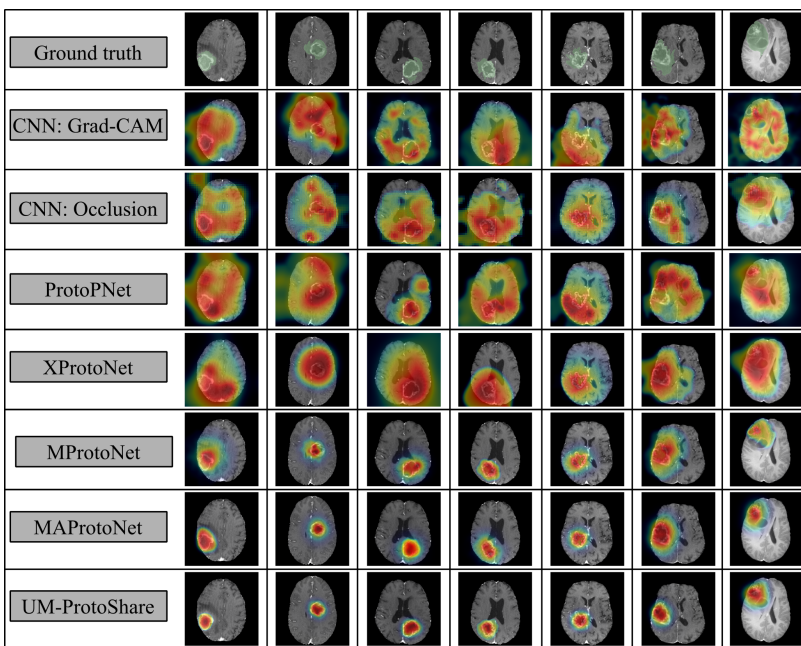 Ground truth
CNN: Grad-CAM
CNN: Occlusion
ProtoPNet
XProtoNet
MProtoNet
MAProtoNet
UM-ProtoShare